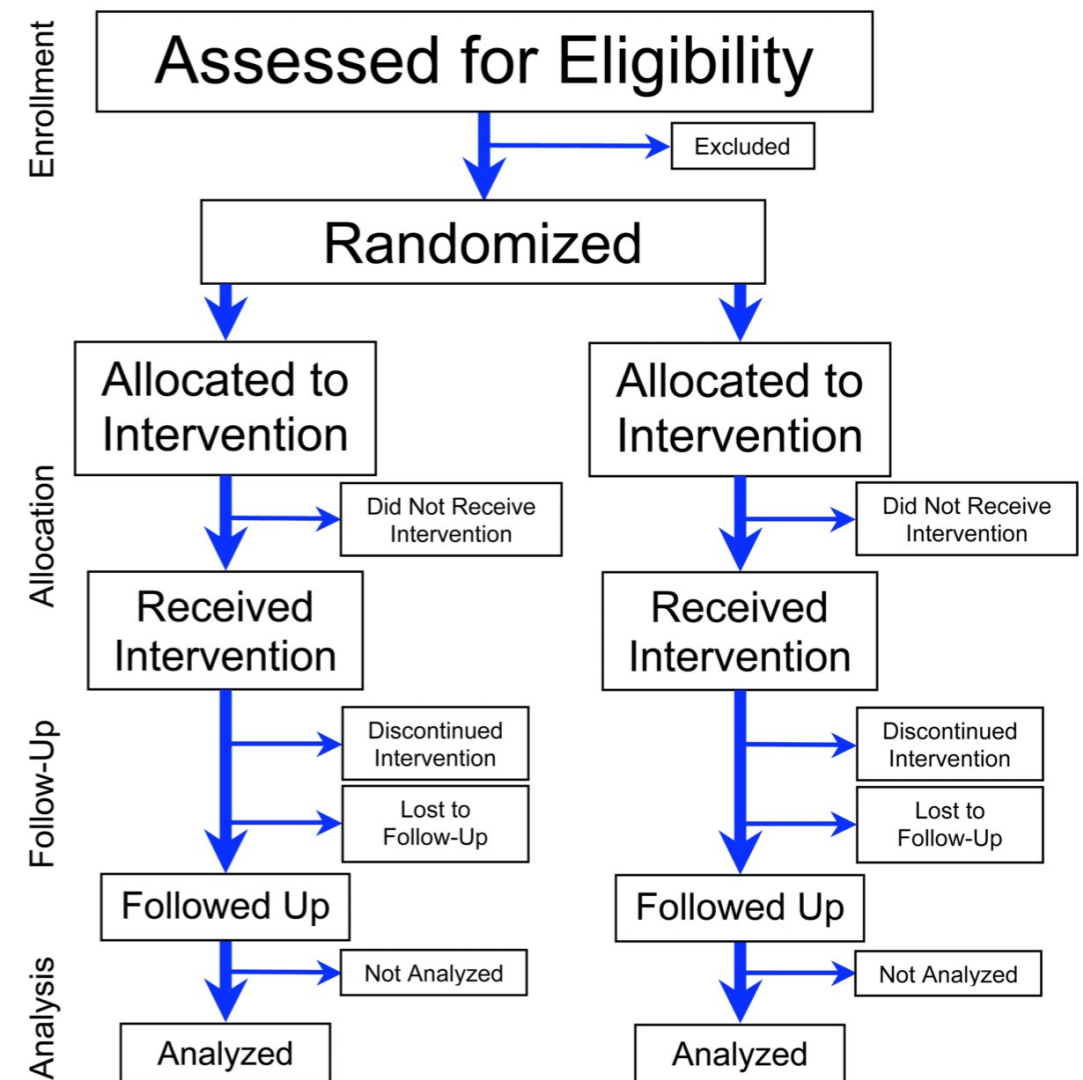 Enrollment
Assessed for Eligibility
Excluded
Randomized
Allocated to
Intervention
Allocated to
Intervention
Allocation
Did Not Receive
Intervention
Did Not Receive
Intervention
Received
Intervention
Received
Intervention
Follow-Up
Discontinued
Intervention
Discontinued
Intervention
Lost to
Follow-Up
Lost to
Follow-Up
Followed Up
Followed Up
Analysis
Not Analyzed
Not Analyzed
Analyzed
Analyzed